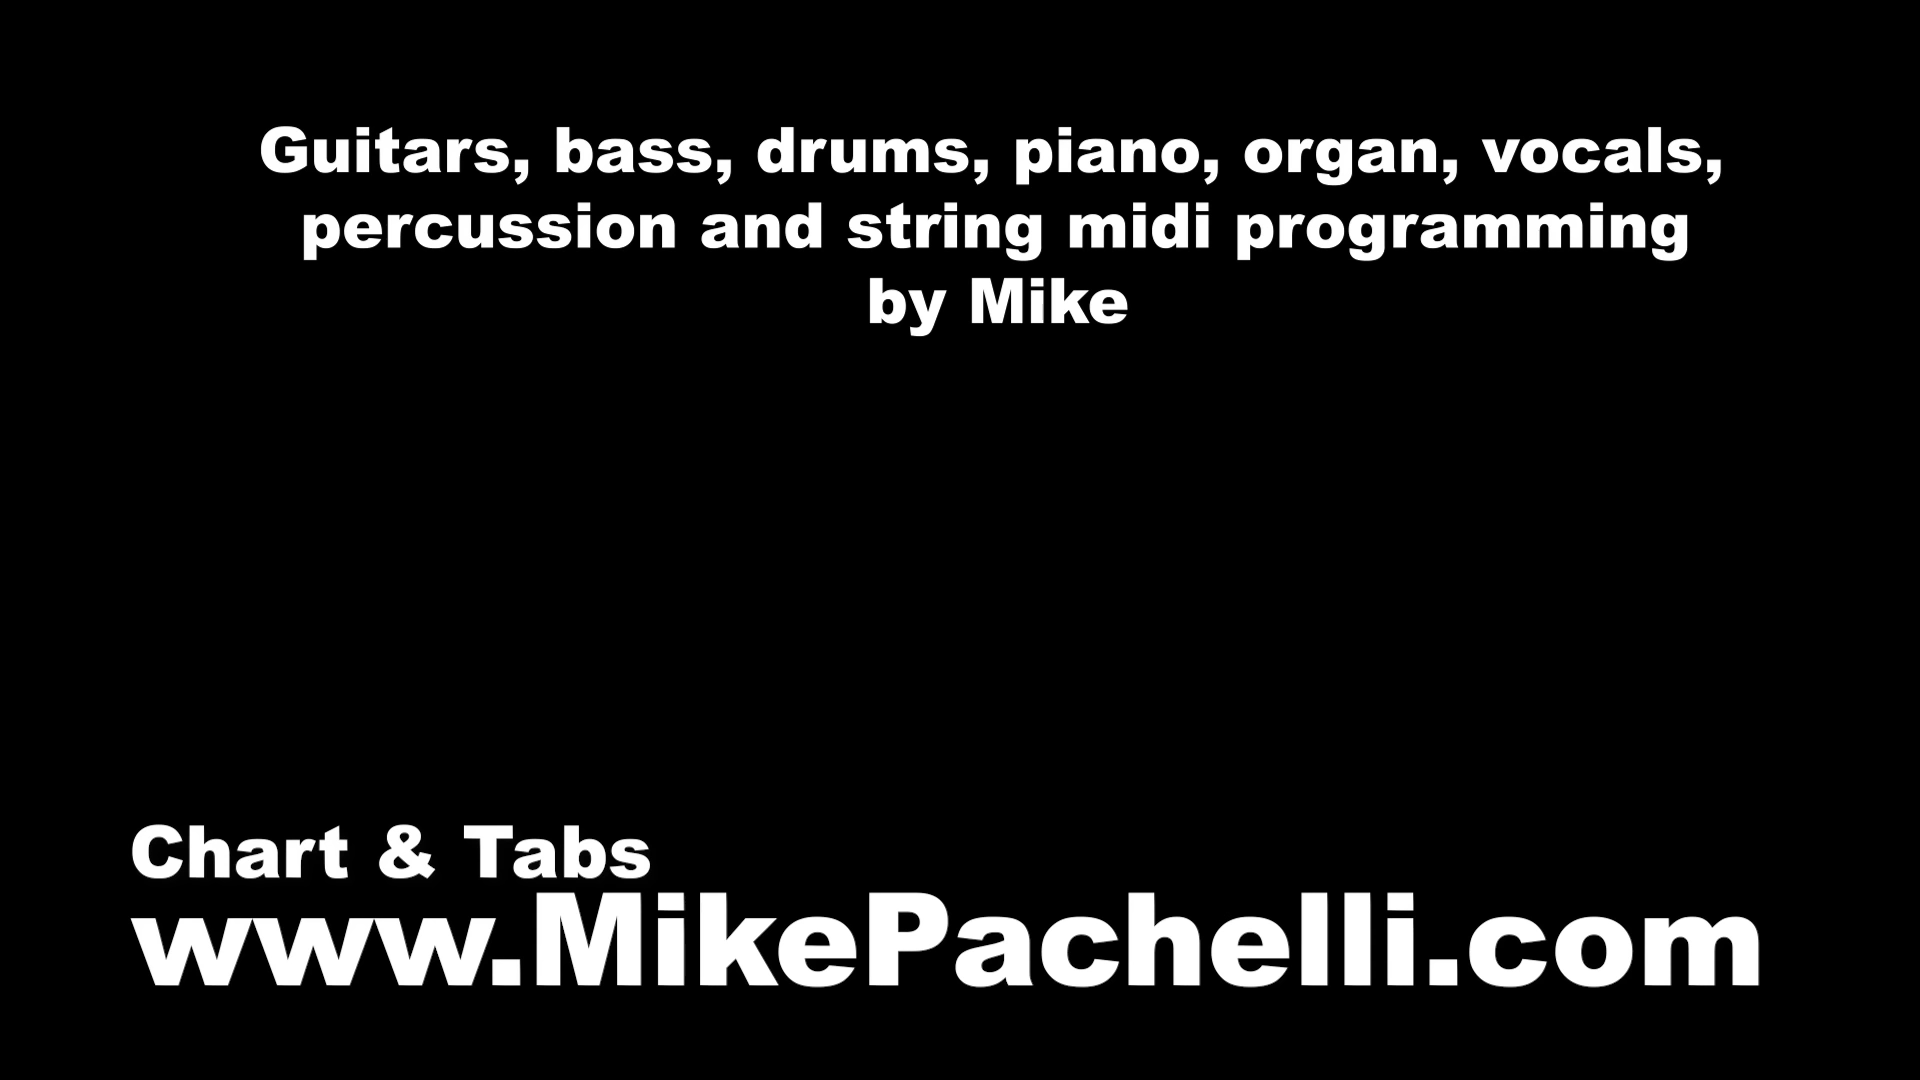 Guitars, bass, drums, piano, organ, vocals,
percussion and string midi programming
by Mike
Chart & Tabs
www.MikePachelli.com